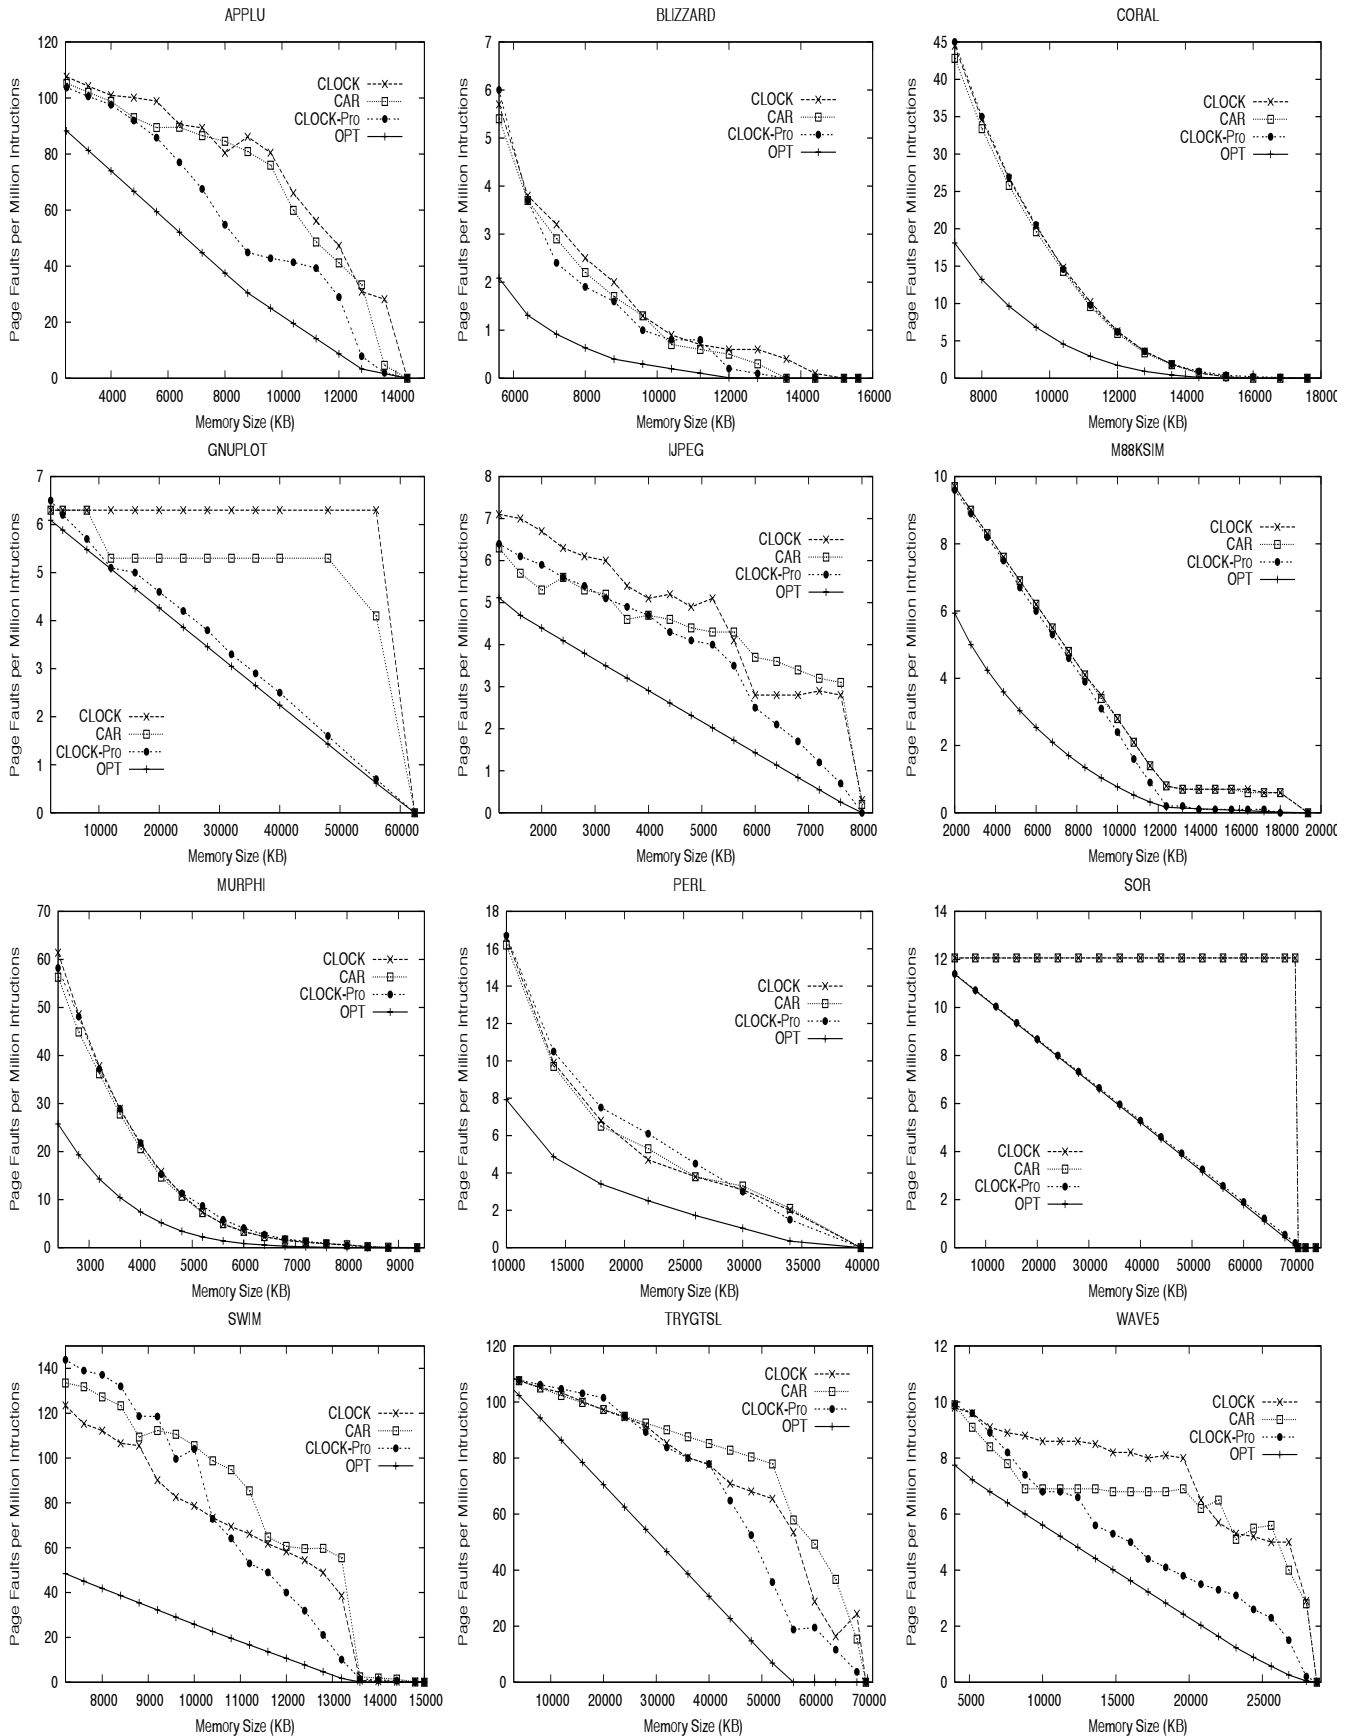 APPLU
Page Faults per Million Intructions
120
100
80
60
40
20
0
CLOCK
CAR
CLOCK-Pro
OPT
4000 6000 8000 10000 12000 14000
Memory Size (KB)
BLIZZARD
Page Faults per Million Intructions
7
6
5
4
3
2
1
0
CLOCK
CAR
CLOCK-Pro
OPT
6000 8000 10000 12000 14000 16000
Memory Size (KB)
CORAL
Page Faults per Million Intructions
45
40
35
30
25
20
15
10
5
0
CLOCK
CAR
CLOCK-Pro
OPT
8000 10000 12000 14000 16000 18000
Memory Size (KB)
GNUPLOT
Page Faults per Million Intructions
7
6
5
4
3
2
1
0
CLOCK
CAR
CLOCK-Pro
OPT
10000 20000 30000 40000 50000 60000
Memory Size (KB)
IJPEG
Page Faults per Million Intructions
8
7
6
5
4
3
2
1
0
CLOCK
CAR
CLOCK-Pro
OPT
2000 3000 4000 5000 6000 7000 8000
Memory Size (KB)
M88KSIM
Page Faults per Million Intructions
10
8
6
4
2
0
CLOCK
CAR
CLOCK-Pro
OPT
2000 4000 6000 8000 10000 12000 14000 16000 18000 20000
Memory Size (KB)
MURPHI
Page Faults per Million Intructions
70
60
50
40
30
20
10
0
CLOCK
CAR
CLOCK-Pro
OPT
3000 4000 5000 6000 7000 8000 9000
Memory Size (KB)
PERL
Page Faults per Million Intructions
18
16
14
12
10
8
6
4
2
0
CLOCK
CAR
CLOCK-Pro
OPT
10000 15000 20000 25000 30000 35000 40000
Memory Size (KB)
SOR
Page Faults per Million Intructions
14
12
10
8
6
4
2
0
CLOCK
CAR
CLOCK-Pro
OPT
10000 20000 30000 40000 50000 60000 70000
Memory Size (KB)
SWIM
Page Faults per Million Intructions
140
120
100
80
60
40
20
0
CLOCK
CAR
CLOCK-Pro
OPT
8000 9000 10000 11000 12000 13000 14000 15000
Memory Size (KB)
TRYGTSL
Page Faults per Million Intructions
120
100
80
60
40
20
0
CLOCK
CAR
CLOCK-Pro
OPT
10000 20000 30000 40000 50000 60000 70000
Memory Size (KB)
WAVE5
Page Faults per Million Intructions
12
10
8
6
4
2
0
CLOCK
CAR
CLOCK-Pro
OPT
5000 10000 15000 20000 25000
Memory Size (KB)